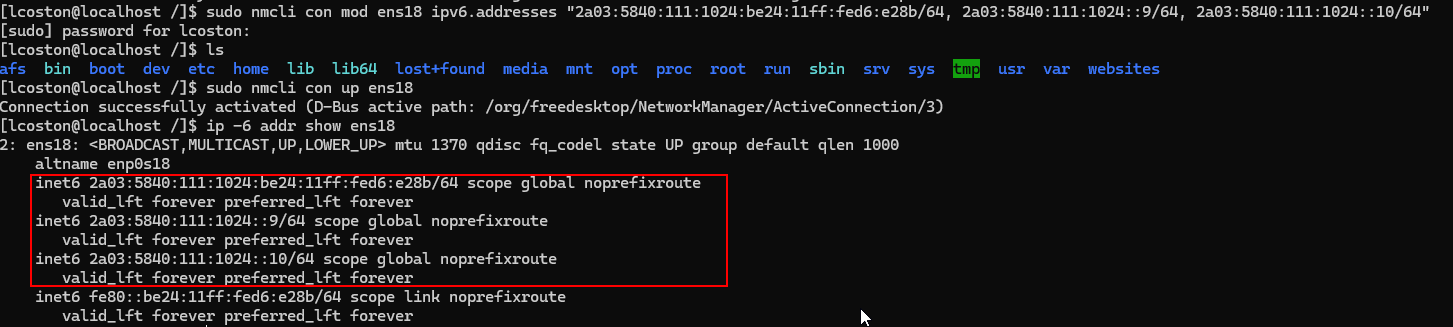 [lcoston@localhost /]$ sudo nmcli con mod ens18 ipv6.addresses "2a03:5840:111:1024:be24:11ff:fed6:e28b/64, 2a03:5840:111:1024::9/64, 2a03:5840:111:1024::10/64"
[sudo] password for lcoston:
[lcoston@localhost /]$ ls
afs  bin  boot  dev  etc  home  lib  lib64  lost+found  media  mnt  opt  proc  root  run  sbin  srv  sys  tmp  usr  var  websites
[lcoston@localhost /]$ sudo nmcli con up ens18
Connection successfully activated (D-Bus active path: /org/freedesktop/NetworkManager/ActiveConnection/3)
[lcoston@localhost /]$ ip -6 addr show ens18
2: ens18: <BROADCAST,MULTICAST,UP,LOWER_UP> mtu 1370 qdisc fq_codel state UP group default qlen 1000
    altname enp0s18
    inet6 2a03:5840:111:1024:be24:11ff:fed6:e28b/64 scope global noprefixroute
       valid_lft forever preferred_lft forever
    inet6 2a03:5840:111:1024::9/64 scope global noprefixroute
       valid_lft forever preferred_lft forever
    inet6 2a03:5840:111:1024::10/64 scope global noprefixroute
       valid_lft forever preferred_lft forever
    inet6 fe80::be24:11ff:fed6:e28b/64 scope link noprefixroute
       valid_lft forever preferred_lft forever